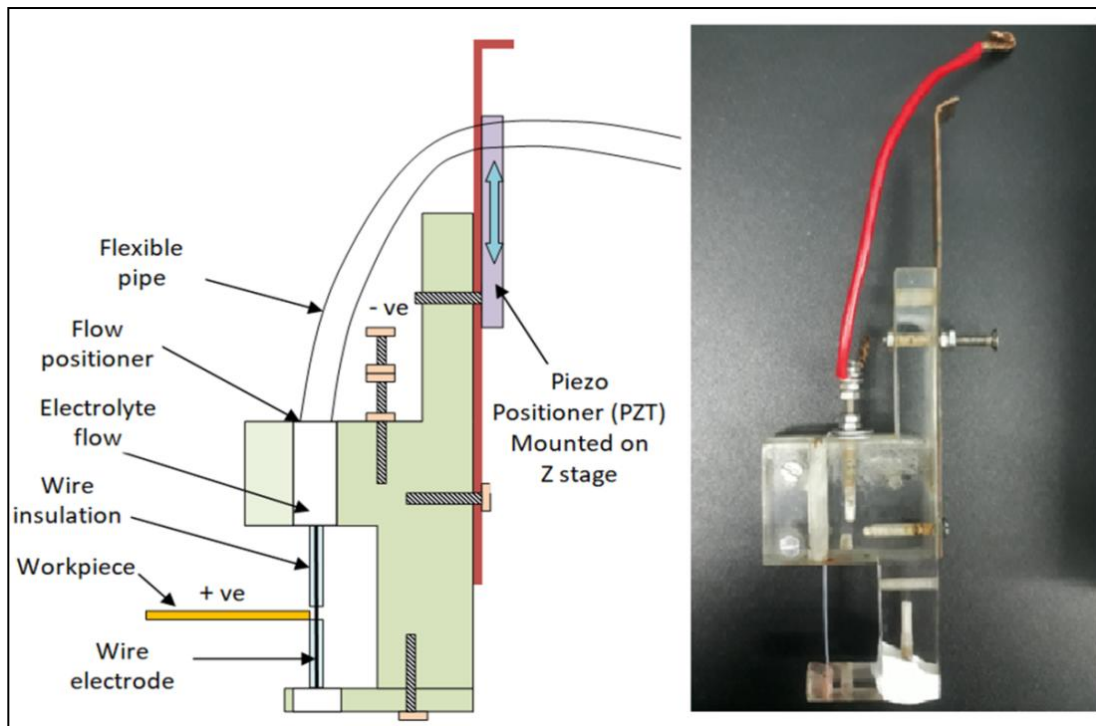 Flexible
pipe
Flow
positioner
Electrolyte
flow
Wire
insulation
Workpiece
+ ve
Wire
electrode
- ve
Piezo
Positioner (PZT)
Mounted on
Z stage